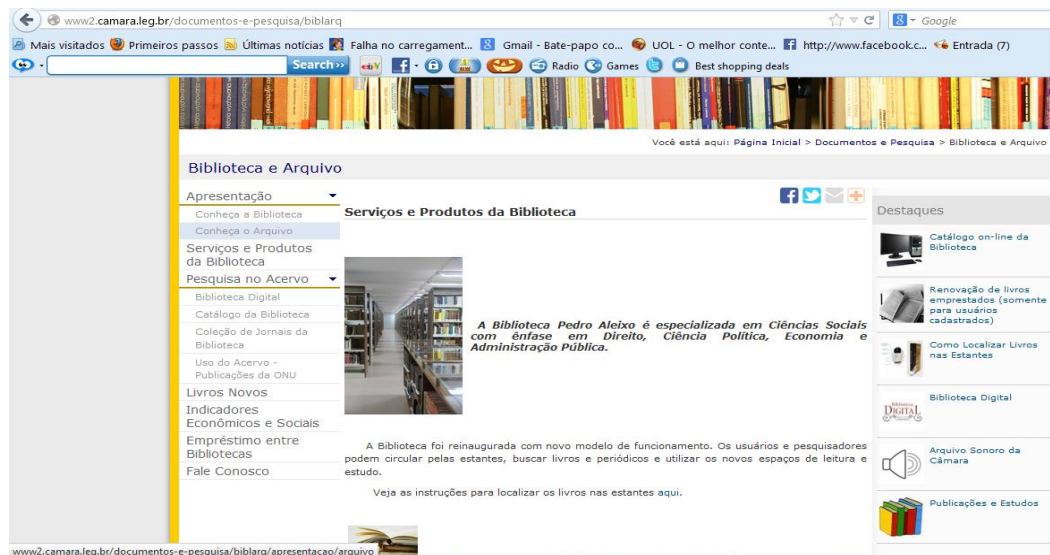 www2.camara.leg.br/documentos-e-pesquisa/biblarq
Google
Mais visitados Primeiros passos Últimas notícias Falha no carregament... Gmail - Bate-papo co... UOL - O melhor conte... http://www.facebook.c... Entrada (7)
Search
ebY Radio Games Best shopping deals
Você está aqui: Página Inicial > Documentos e Pesquisa > Biblioteca e Arquivo
Biblioteca e Arquivo
Apresentação
Conheça a Biblioteca
Conheça o Arquivo
Serviços e Produtos
da Biblioteca
Pesquisa no Acervo
Biblioteca Digital
Catálogo da Biblioteca
Coleção de Jornais da
Biblioteca
Uso do Acervo -
Publicações da ONU
Livros Novos
Indicadores
Econômicos e Sociais
Empréstimo entre
Bibliotecas
Fale Conosco
Serviços e Produtos da Biblioteca
A Biblioteca Pedro Aleixo é especializada em Ciências Sociais
com ênfase em Direito, Ciência Política, Economia e
Administração Pública.
A Biblioteca foi reinaugurada com novo modelo de funcionamento. Os usuários e pesquisadores
podem circular pelas estantes, buscar livros e periódicos e utilizar os novos espaços de leitura e
estudo.
Veja as instruções para localizar os livros nas estantes aqui.
Destaques
Catálogo on-line da
Biblioteca
Renovação de livros
emprestados (somente
para usuários
cadastrados)
Como Localizar Livros
nas Estantes
Biblioteca Digital
DIGITAL
Arquivo Sonoro da
Câmara
Publicações e Estudos
www2.camara.leg.br/documentos-e-pesquisa/biblarq/apresentacao/arquivo